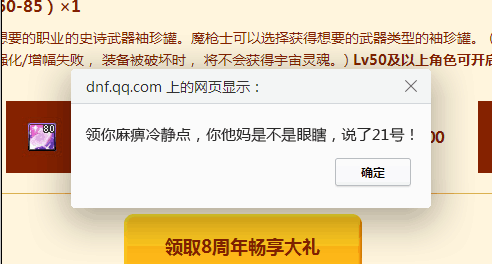 50-85）×1
想要的职业的史诗武器袖珍罐。魔枪士可以选择获得想要的武器类型的袖珍罐。（
强化/增幅失败， 装备被破坏时， 将不会获得宇宙灵魂。) Lv50及以上角色可开启
dnf.qq.com 上的网页显示：
80
领你麻痹冷静点，你他妈是不是眼瞎，说了21号！
00
确定
领取8周年畅享大礼